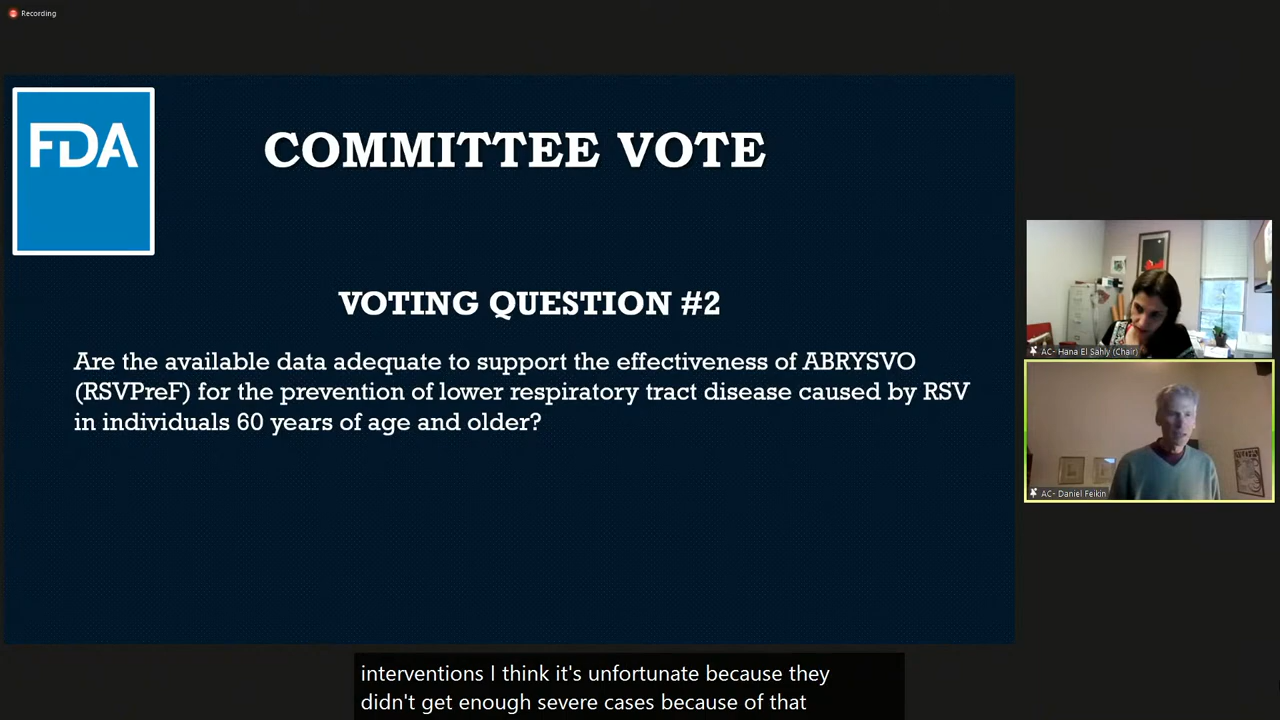 Recording
FDA
COMMITTEE VOTE
VOTING QUESTION #2
Are the available data adequate to support the effectiveness of ABRYSVO
(RSVPreF) for the prevention of lower respiratory tract disease caused by RSV
in individuals 60 years of age and older?
AC- Hana El Sahly (Chair)
AC- Daniel Feikin
interventions I think it's unfortunate because they
didn't get enough severe cases because of that